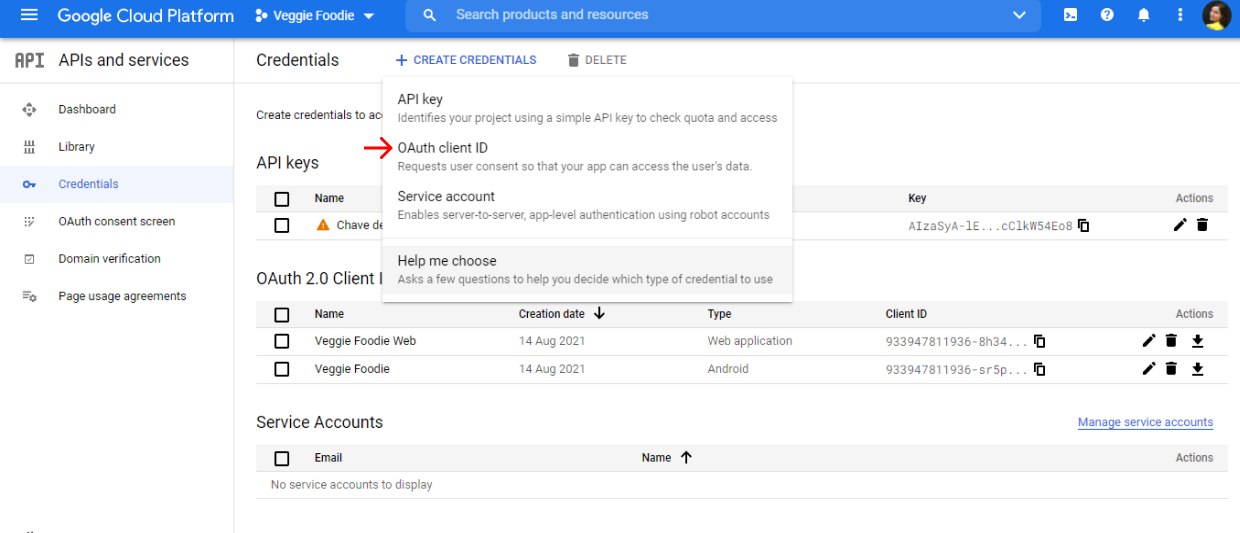 Google Cloud Platform Veggie Foodie Search products and resources
API APIs and services Credentials CREATE CREDENTIALS DELETE
Dashboard
Library
Credentials
OAuth consent screen
Domain verification
Page usage agreements
Create credentials to ac
API key
Identifies your project using a simple API key to check quota and access
OAuth client ID
Requests user consent so that your app can access the user's data.
Service account
Enables server-to-server, app-level authentication using robot accounts
Help me choose
Asks a few questions to help you decide which type of credential to use
API keys
Name Key Actions
Chave de AIzaSyA-lE...cClkW54Eo8
OAuth 2.0 Client I
Name Creation date Type Client ID Actions
Veggie Foodie Web 14 Aug 2021 Web application 933947811936-8h34...
Veggie Foodie 14 Aug 2021 Android 933947811936-sr5p...
Service Accounts Manage service accounts
Email Name Actions
No service accounts to display